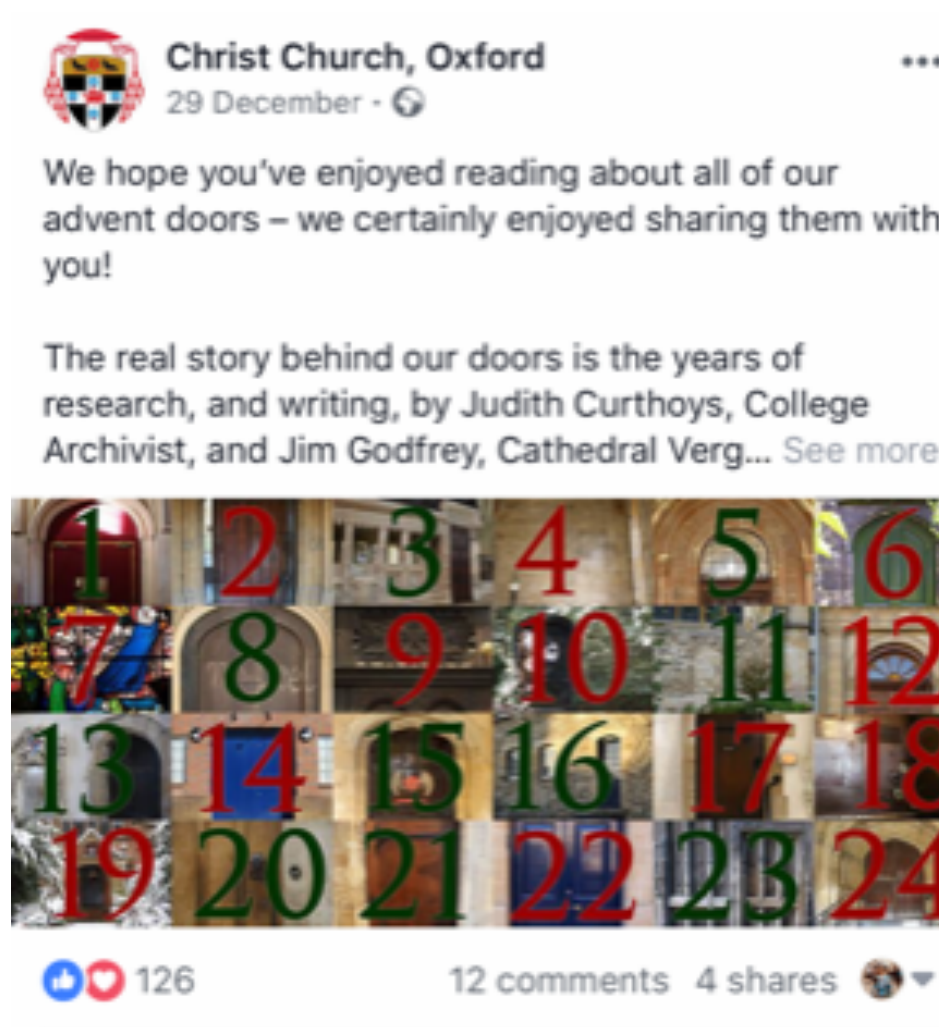 Christ Church, Oxford
29 December ·
We hope you've enjoyed reading about all of our
advent doors – we certainly enjoyed sharing them with
you!
The real story behind our doors is the years of
research, and writing, by Judith Curthoys, College
Archivist, and Jim Godfrey, Cathedral Verg... See more
1 2 3 4 5 6
7 8 9 10 11 12
13 14 15 16 17 18
19 20 21 22 23 24
126 12 comments 4 shares